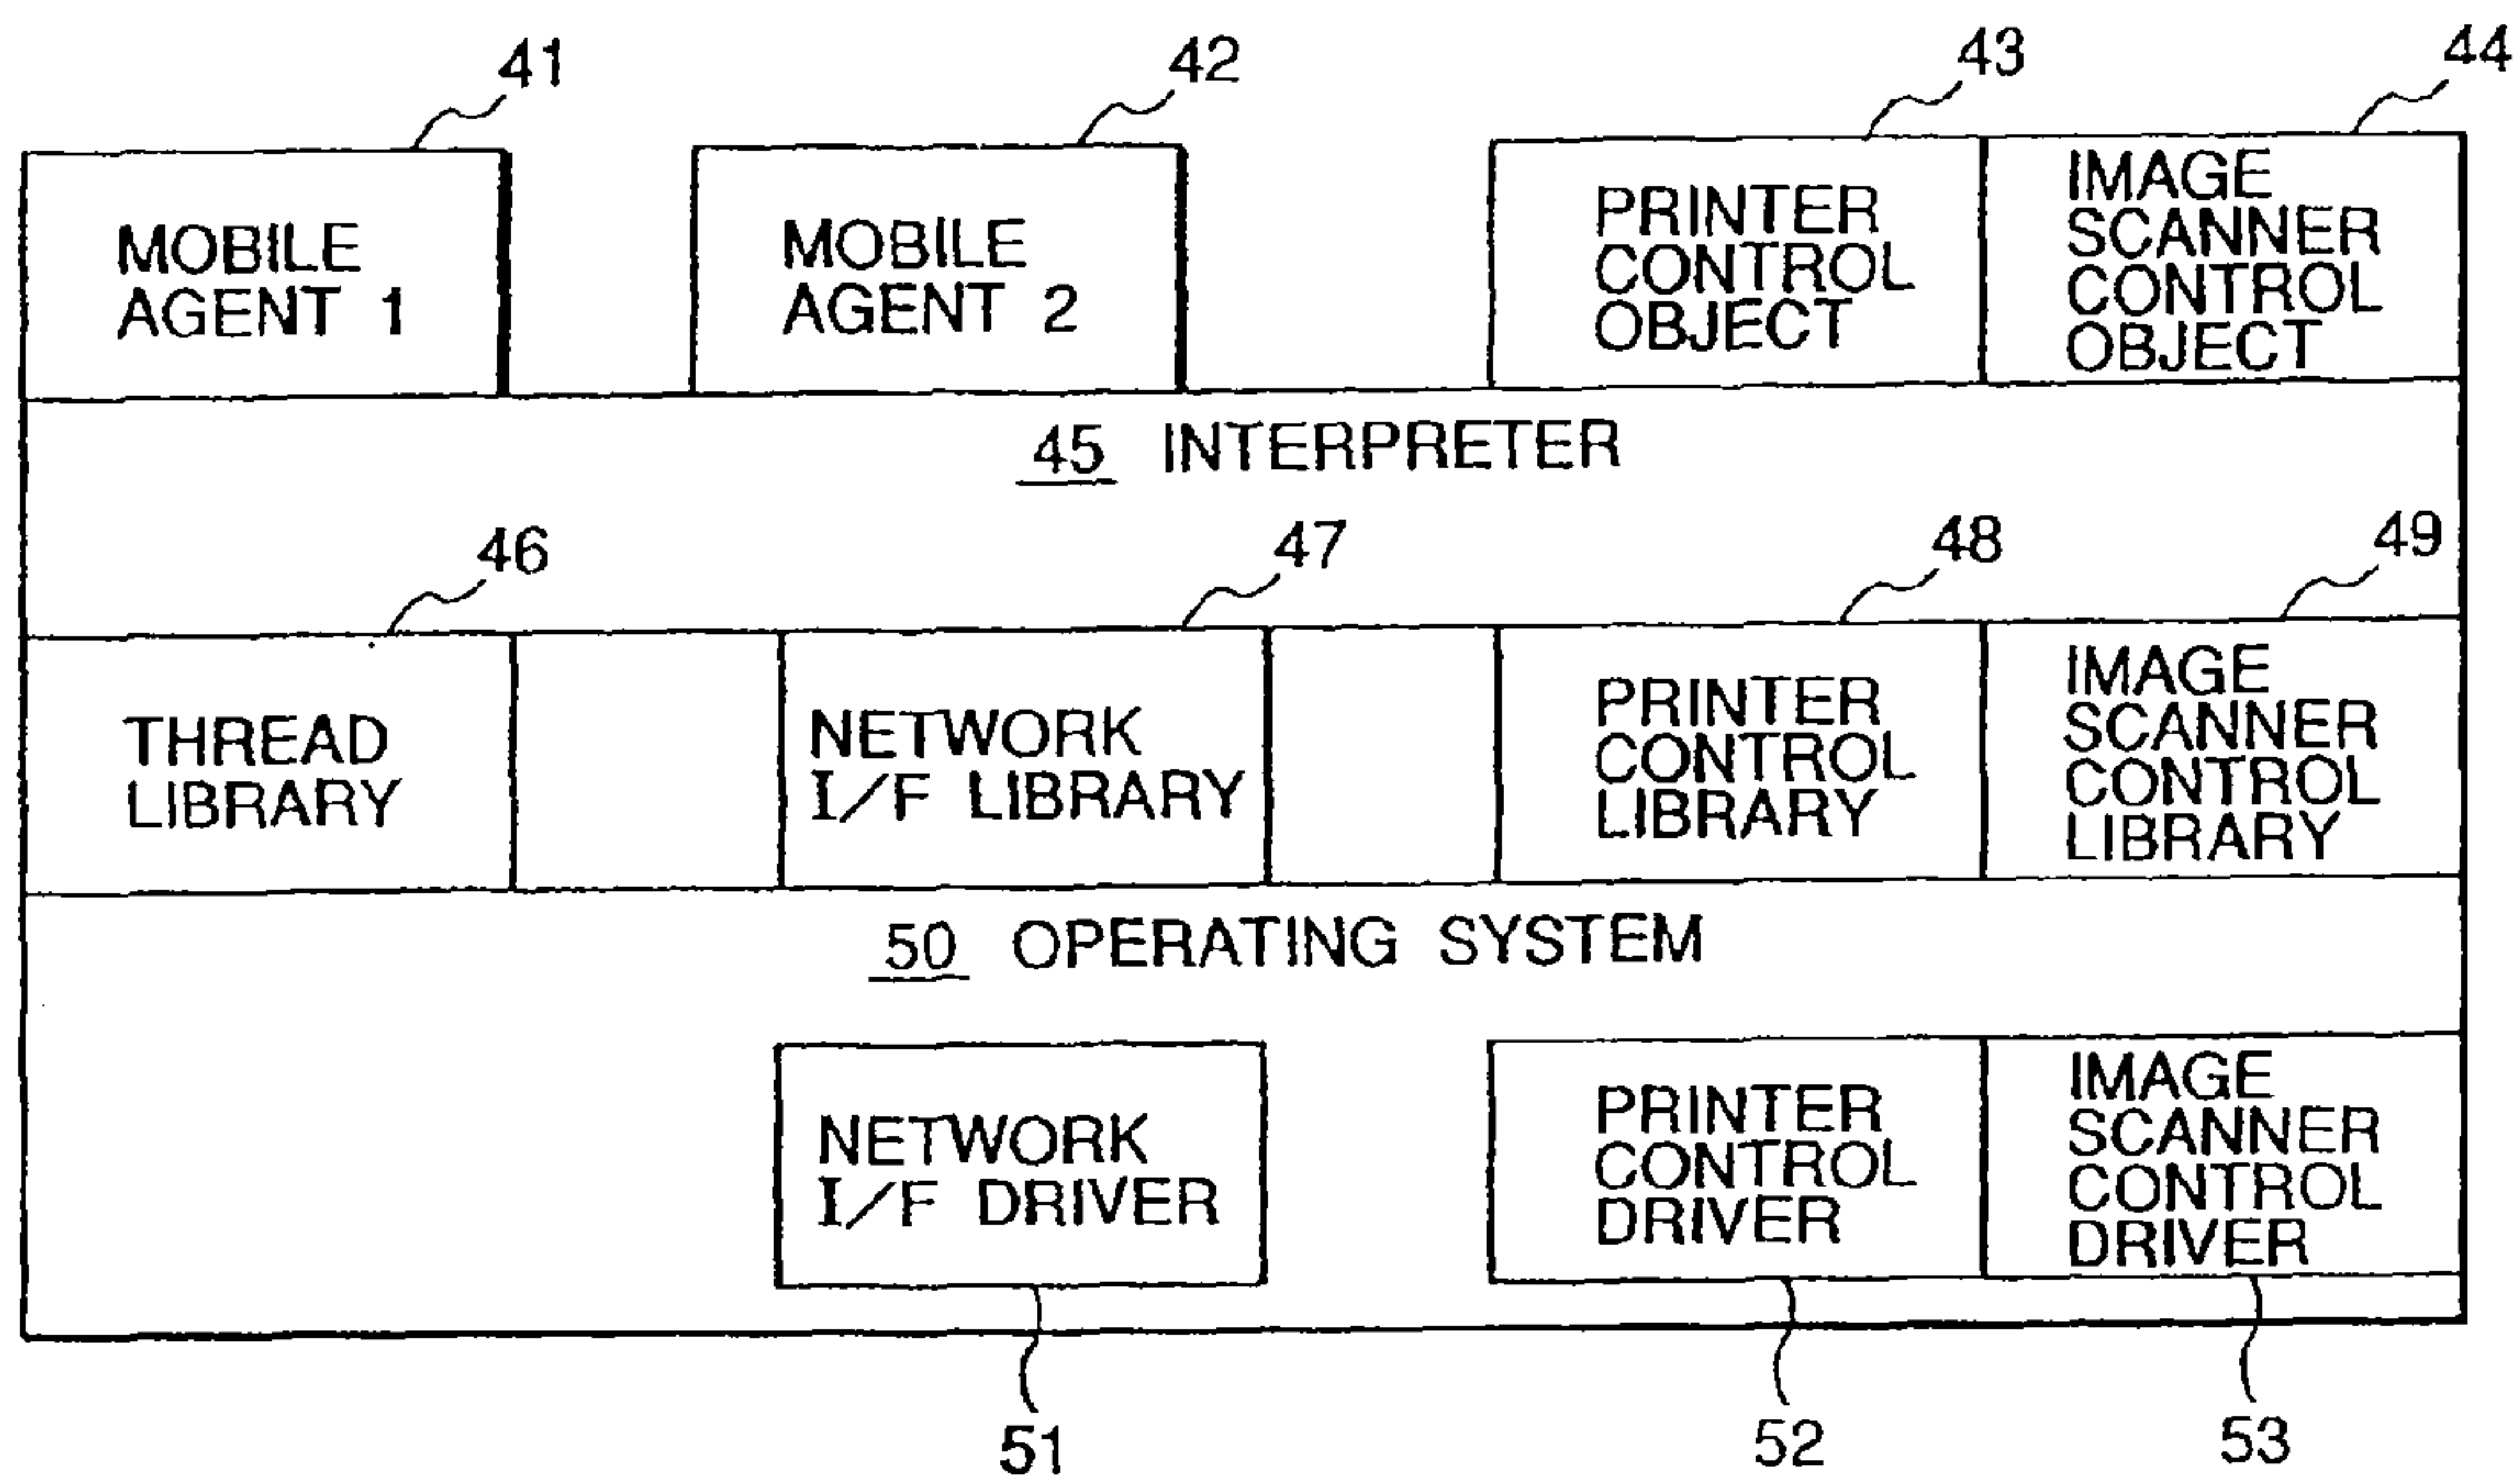 41
42
43
44
MOBILE
AGENT 1
MOBILE
AGENT 2
PRINTER
CONTROL
OBJECT
IMAGE
SCANNER
CONTROL
OBJECT
45 INTERPRETER
46
47
48
49
THREAD
LIBRARY
NETWORK
I/F LIBRARY
PRINTER
CONTROL
LIBRARY
IMAGE
SCANNER
CONTROL
LIBRARY
50 OPERATING SYSTEM
NETWORK
I/F DRIVER
PRINTER
CONTROL
DRIVER
IMAGE
SCANNER
CONTROL
DRIVER
51
52
53